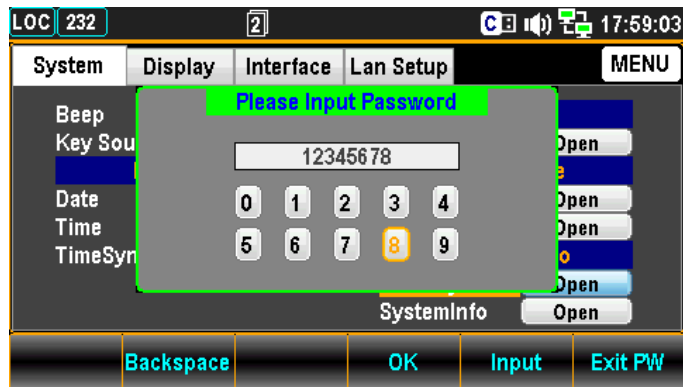 LOC 232 2 C 17:59:03
System Display Interface Lan Setup MENU
Please Input Password
Beep
Key Sou Open
12345678
Date Open
0 1 2 3 4
Time Open
5 6 7 8 9
TimeSyn o
Open
SystemInfo Open
Backspace OK Input Exit PW